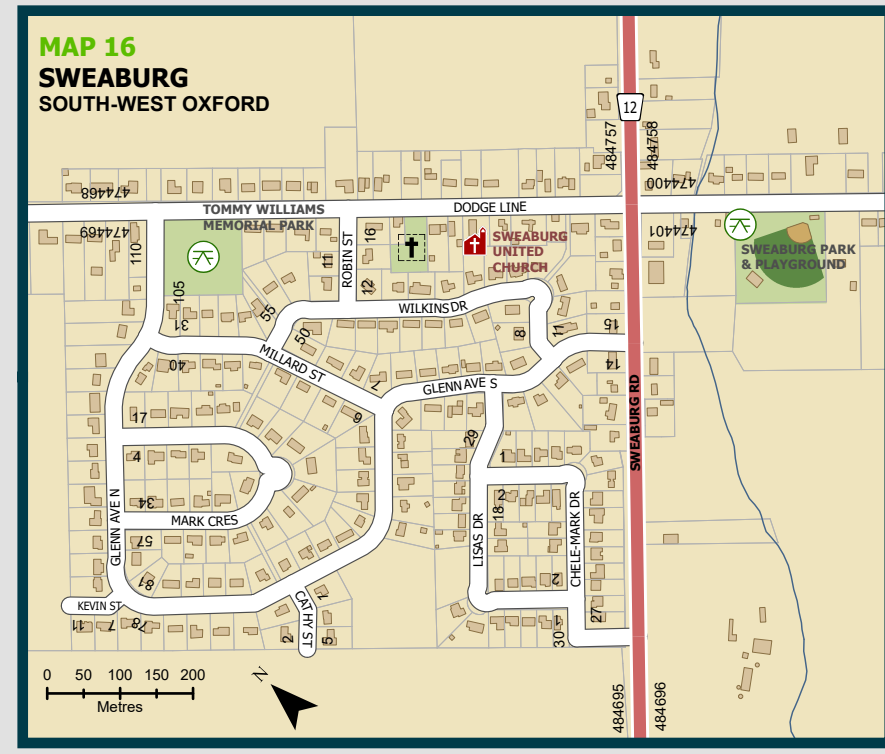 MAP 16
SWEABURG
SOUTH-WEST OXFORD
12
484757
484758
474468
474400
TOMMY WILLIAMS
MEMORIAL PARK
DODGE LINE
474469
474401
110
11
ROBIN ST
16
12
SWEABURG
UNITED
CHURCH
SWEABURG PARK
& PLAYGROUND
105
31
55
50
WILKINS DR
8
11
15
14
40
MILLARD ST
7
9
GLENN AVE S
SWEABURG RD
17
4
29
1
34
MARK CRES
57
GLENN AVE N
2
18
LISAS DR
CHELE-MARK DR
81
2
KEVIN ST
11
7
78
CATHY ST
1
2
5
1
30
27
0 50 100 150 200
Metres
N
484695
484696